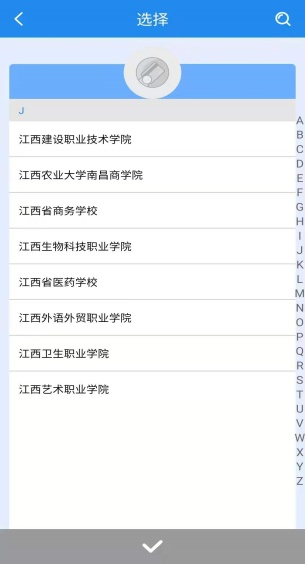 选择
J
江西建设职业技术学院
江西农业大学南昌商学院
江西省商务学校
江西生物科技职业学院
江西省医药学校
江西外语外贸职业学院
江西卫生职业学院
江西艺术职业学院
A
B
C
D
E
F
G
H
I
J
K
L
M
N
O
P
Q
R
S
T
U
V
W
X
Y
Z